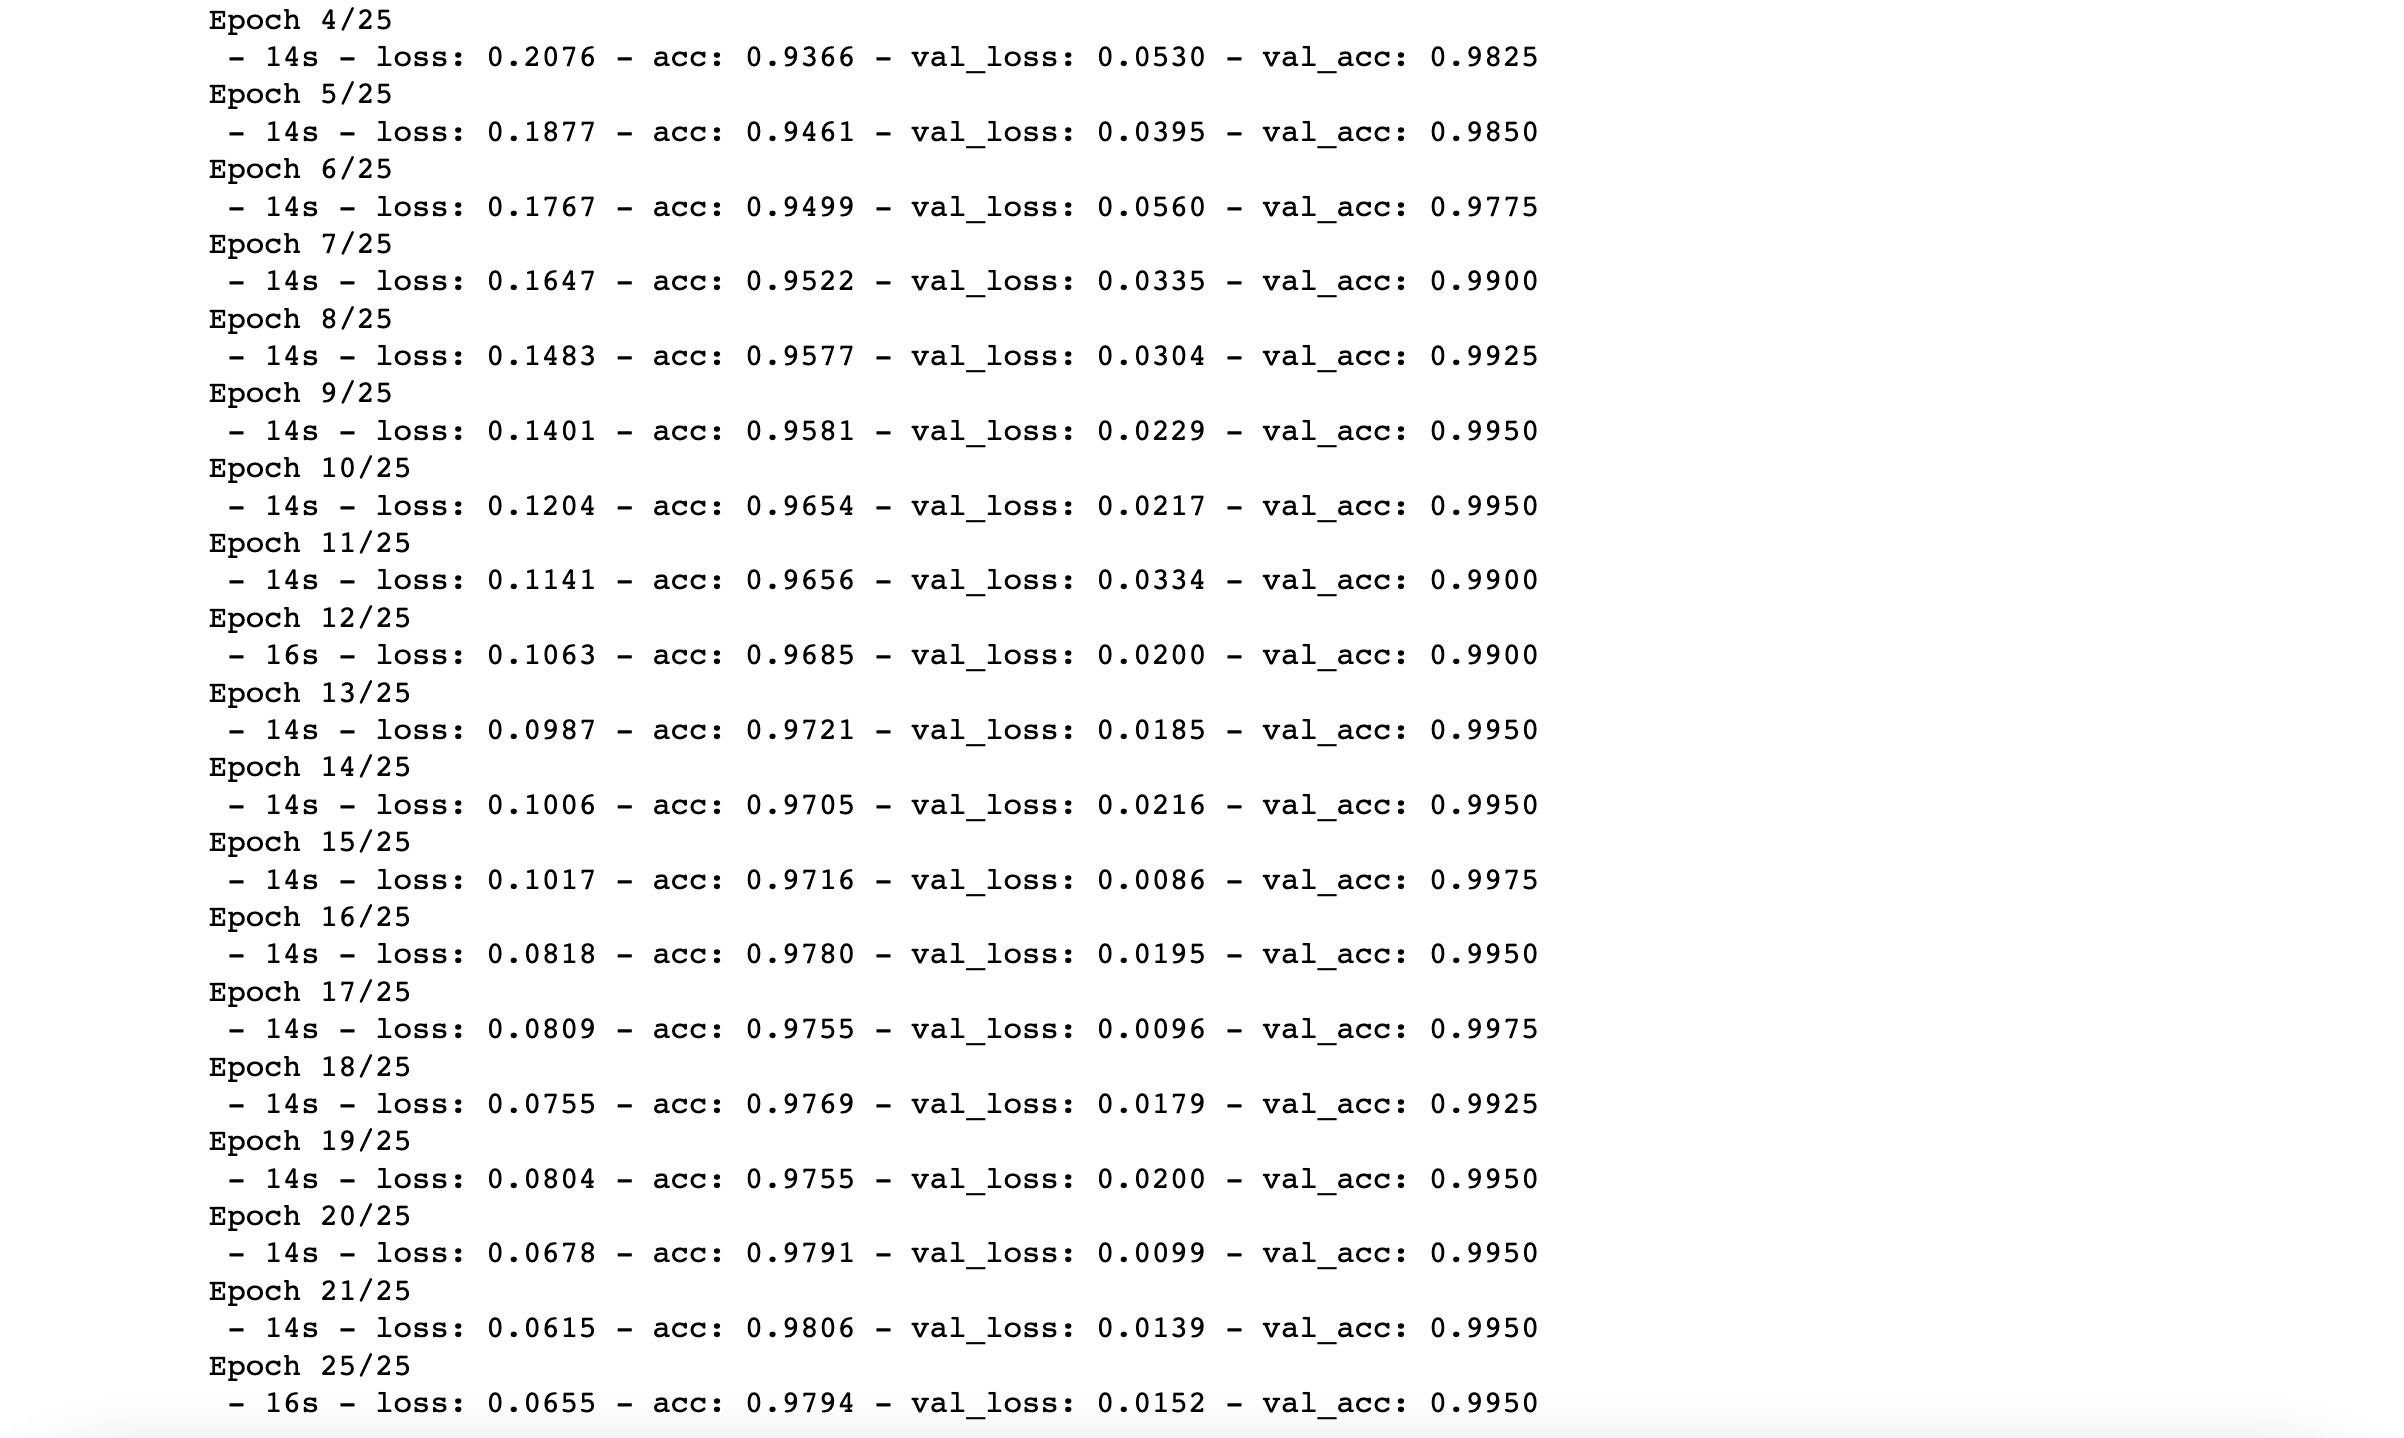 Epoch 4/25
- 14s - loss: 0.2076 - acc: 0.9366 - val_loss: 0.0530 - val_acc: 0.9825
Epoch 5/25
- 14s - loss: 0.1877 - acc: 0.9461 - val_loss: 0.0395 - val_acc: 0.9850
Epoch 6/25
- 14s - loss: 0.1767 - acc: 0.9499 - val_loss: 0.0560 - val_acc: 0.9775
Epoch 7/25
- 14s - loss: 0.1647 - acc: 0.9522 - val_loss: 0.0335 - val_acc: 0.9900
Epoch 8/25
- 14s - loss: 0.1483 - acc: 0.9577 - val_loss: 0.0304 - val_acc: 0.9925
Epoch 9/25
- 14s - loss: 0.1401 - acc: 0.9581 - val_loss: 0.0229 - val_acc: 0.9950
Epoch 10/25
- 14s - loss: 0.1204 - acc: 0.9654 - val_loss: 0.0217 - val_acc: 0.9950
Epoch 11/25
- 14s - loss: 0.1141 - acc: 0.9656 - val_loss: 0.0334 - val_acc: 0.9900
Epoch 12/25
- 16s - loss: 0.1063 - acc: 0.9685 - val_loss: 0.0200 - val_acc: 0.9900
Epoch 13/25
- 14s - loss: 0.0987 - acc: 0.9721 - val_loss: 0.0185 - val_acc: 0.9950
Epoch 14/25
- 14s - loss: 0.1006 - acc: 0.9705 - val_loss: 0.0216 - val_acc: 0.9950
Epoch 15/25
- 14s - loss: 0.1017 - acc: 0.9716 - val_loss: 0.0086 - val_acc: 0.9975
Epoch 16/25
- 14s - loss: 0.0818 - acc: 0.9780 - val_loss: 0.0195 - val_acc: 0.9950
Epoch 17/25
- 14s - loss: 0.0809 - acc: 0.9755 - val_loss: 0.0096 - val_acc: 0.9975
Epoch 18/25
- 14s - loss: 0.0755 - acc: 0.9769 - val_loss: 0.0179 - val_acc: 0.9925
Epoch 19/25
- 14s - loss: 0.0804 - acc: 0.9755 - val_loss: 0.0200 - val_acc: 0.9950
Epoch 20/25
- 14s - loss: 0.0678 - acc: 0.9791 - val_loss: 0.0099 - val_acc: 0.9950
Epoch 21/25
- 14s - loss: 0.0615 - acc: 0.9806 - val_loss: 0.0139 - val_acc: 0.9950
Epoch 25/25
- 16s - loss: 0.0655 - acc: 0.9794 - val_loss: 0.0152 - val_acc: 0.9950